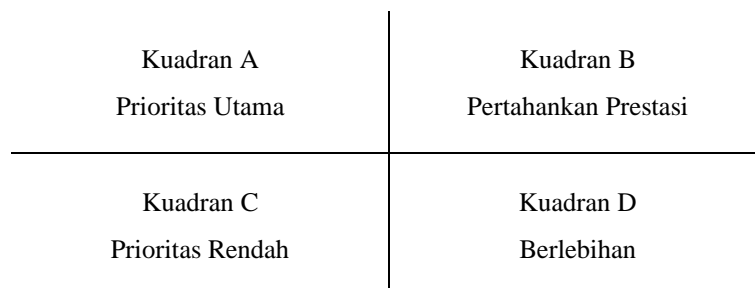 Kuadran A
Prioritas Utama
Kuadran B
Pertahankan Prestasi
Kuadran C
Prioritas Rendah
Kuadran D
Berlebihan